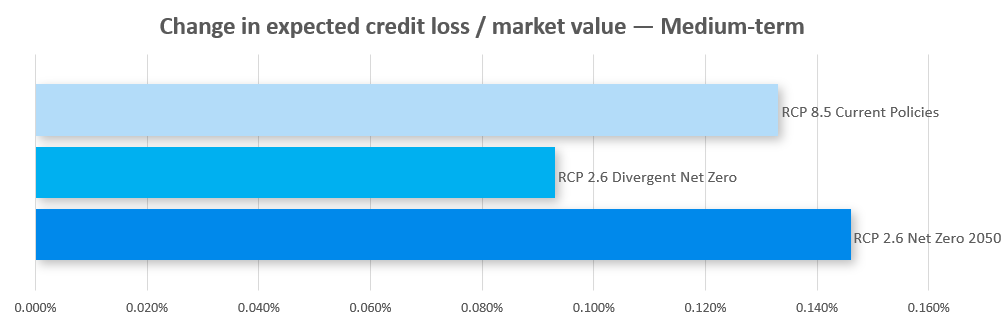 Change in expected credit loss / market value — Medium-term
RCP 8.5 Current Policies
RCP 2.6 Divergent Net Zero
RCP 2.6 Net Zero 2050
0.000% 0.020% 0.040% 0.060% 0.080% 0.100% 0.120% 0.140% 0.160%